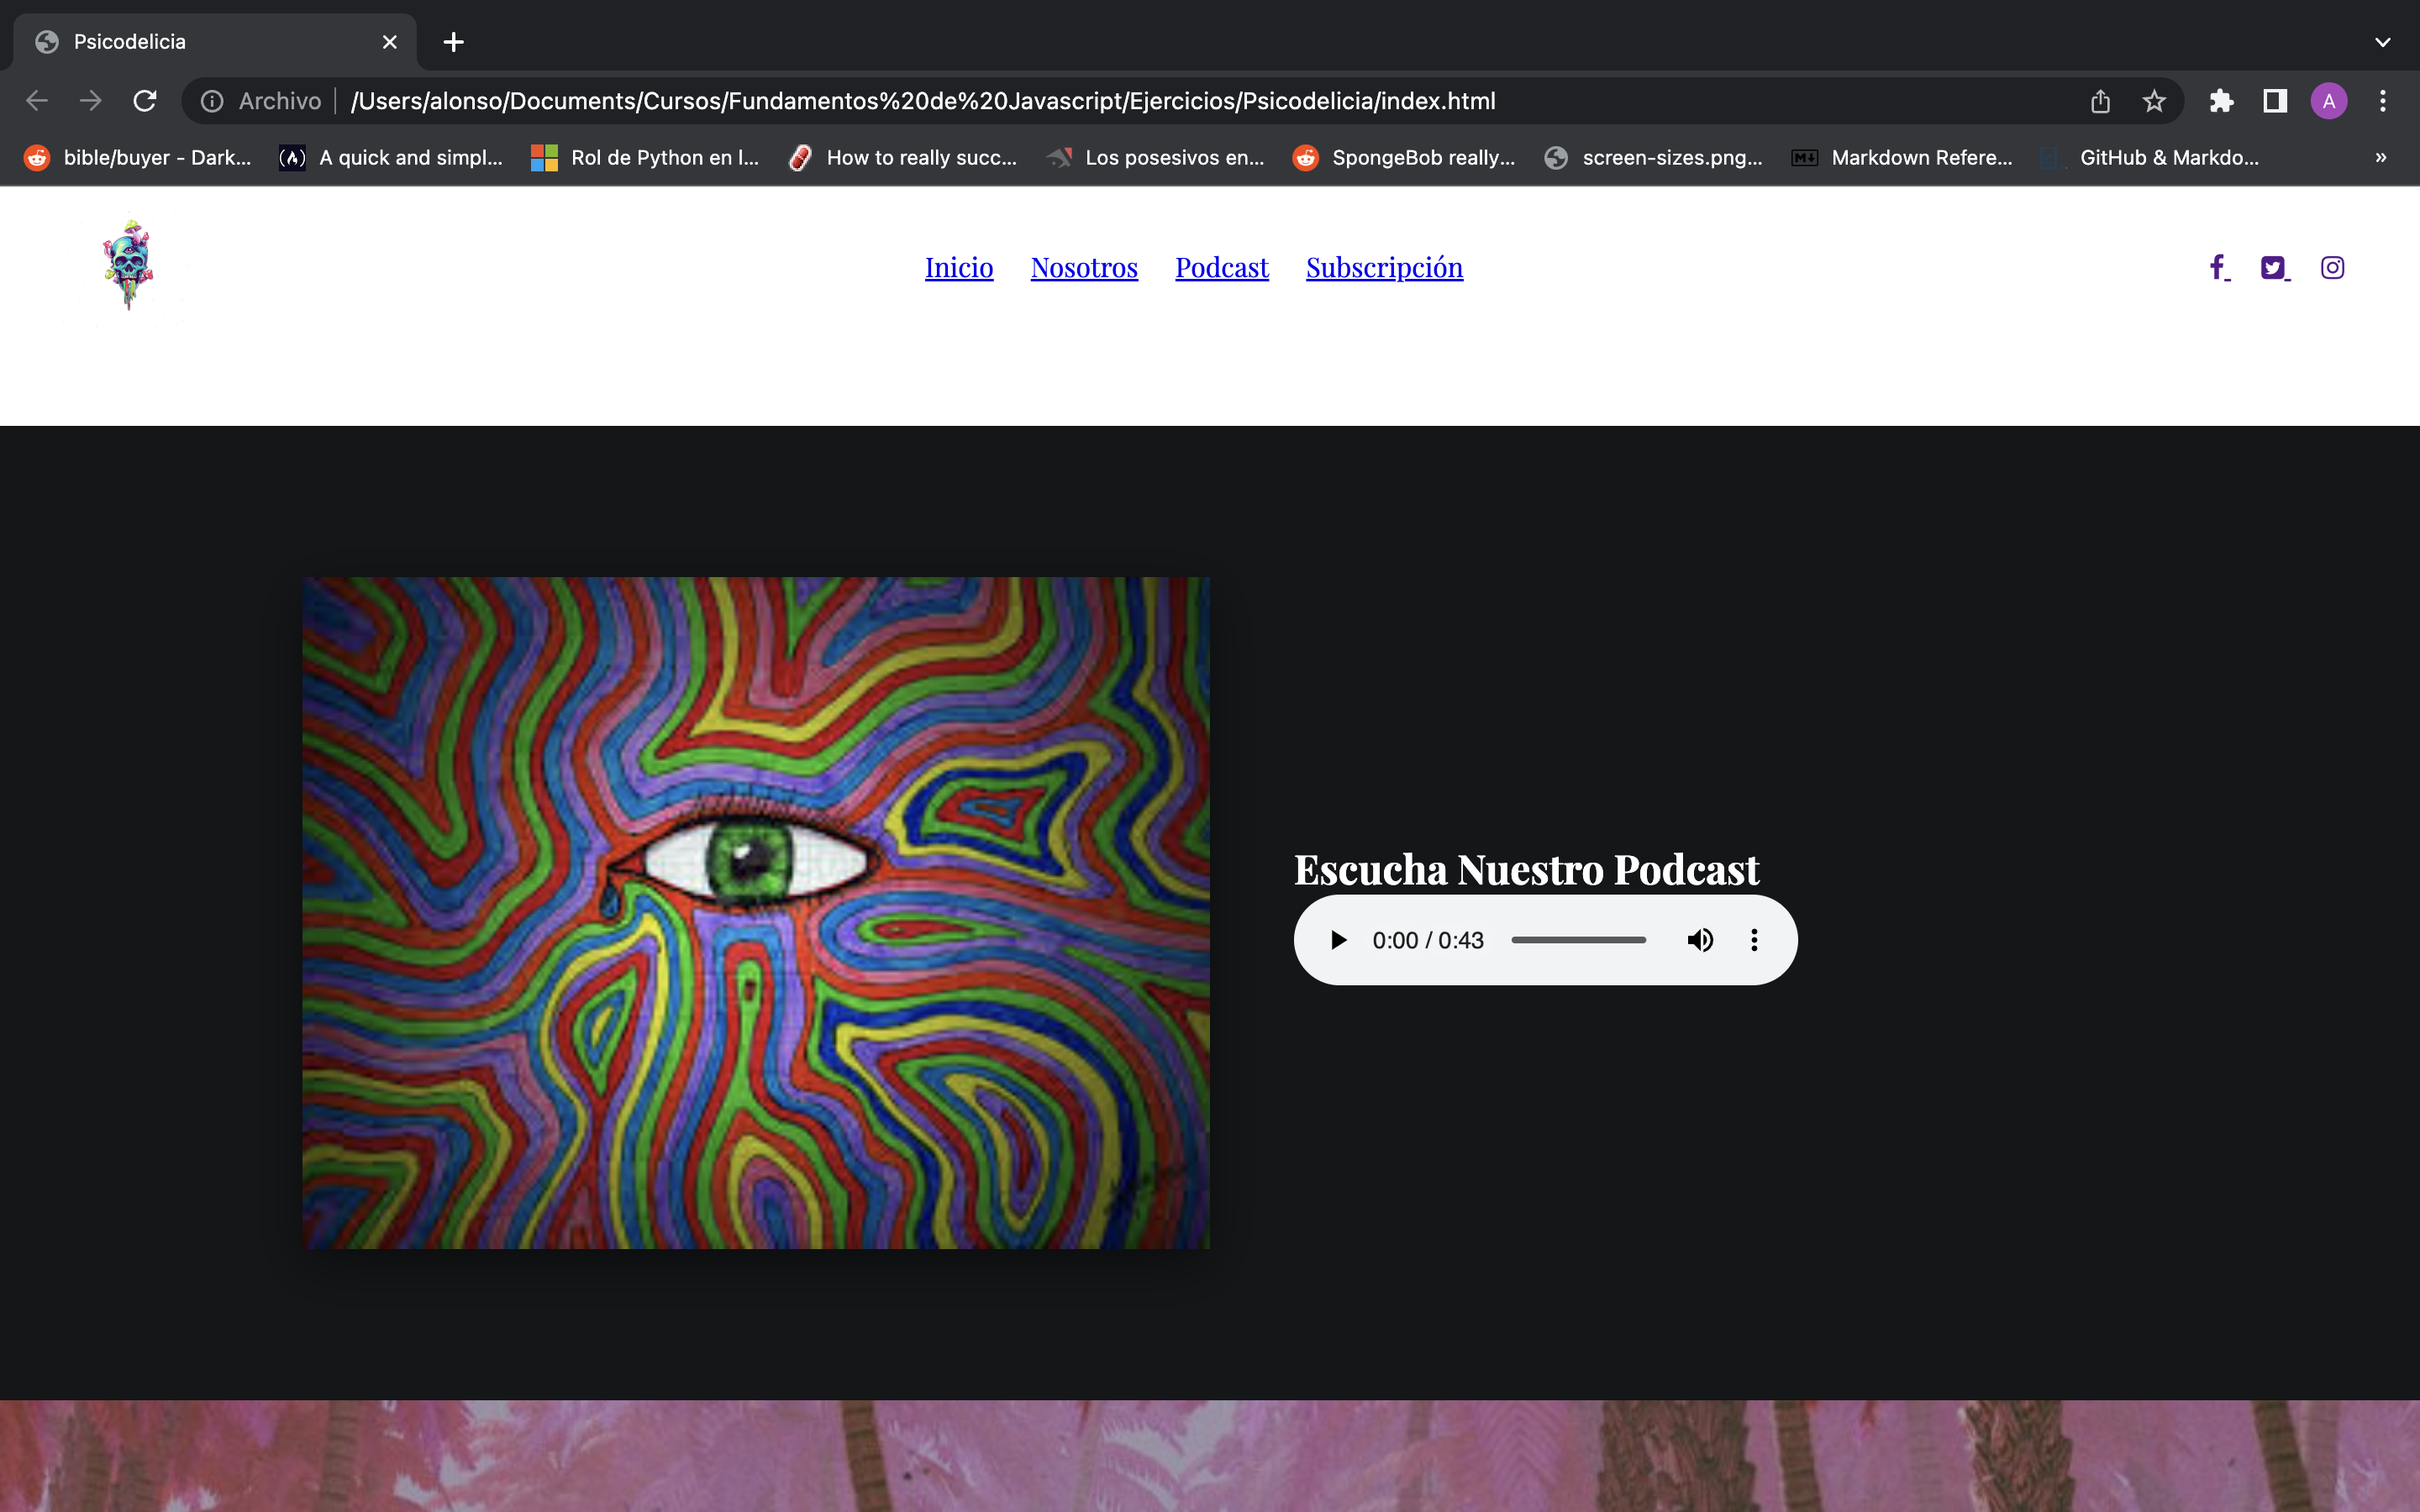 Psicodelicia
Archivo /Users/alonso/Documents/Cursos/Fundamentos%20de%20Javascript/Ejercicios/Psicodelicia/index.html
A
bible/buyer - Dark... A quick and simpl... Rol de Python en l... How to really succ... Los posesivos en... SpongeBob really... screen-sizes.png... Markdown Refere... GitHub & Markdo... »
Inicio Nosotros Podcast Subscripción
Escucha Nuestro Podcast
0:00 / 0:43